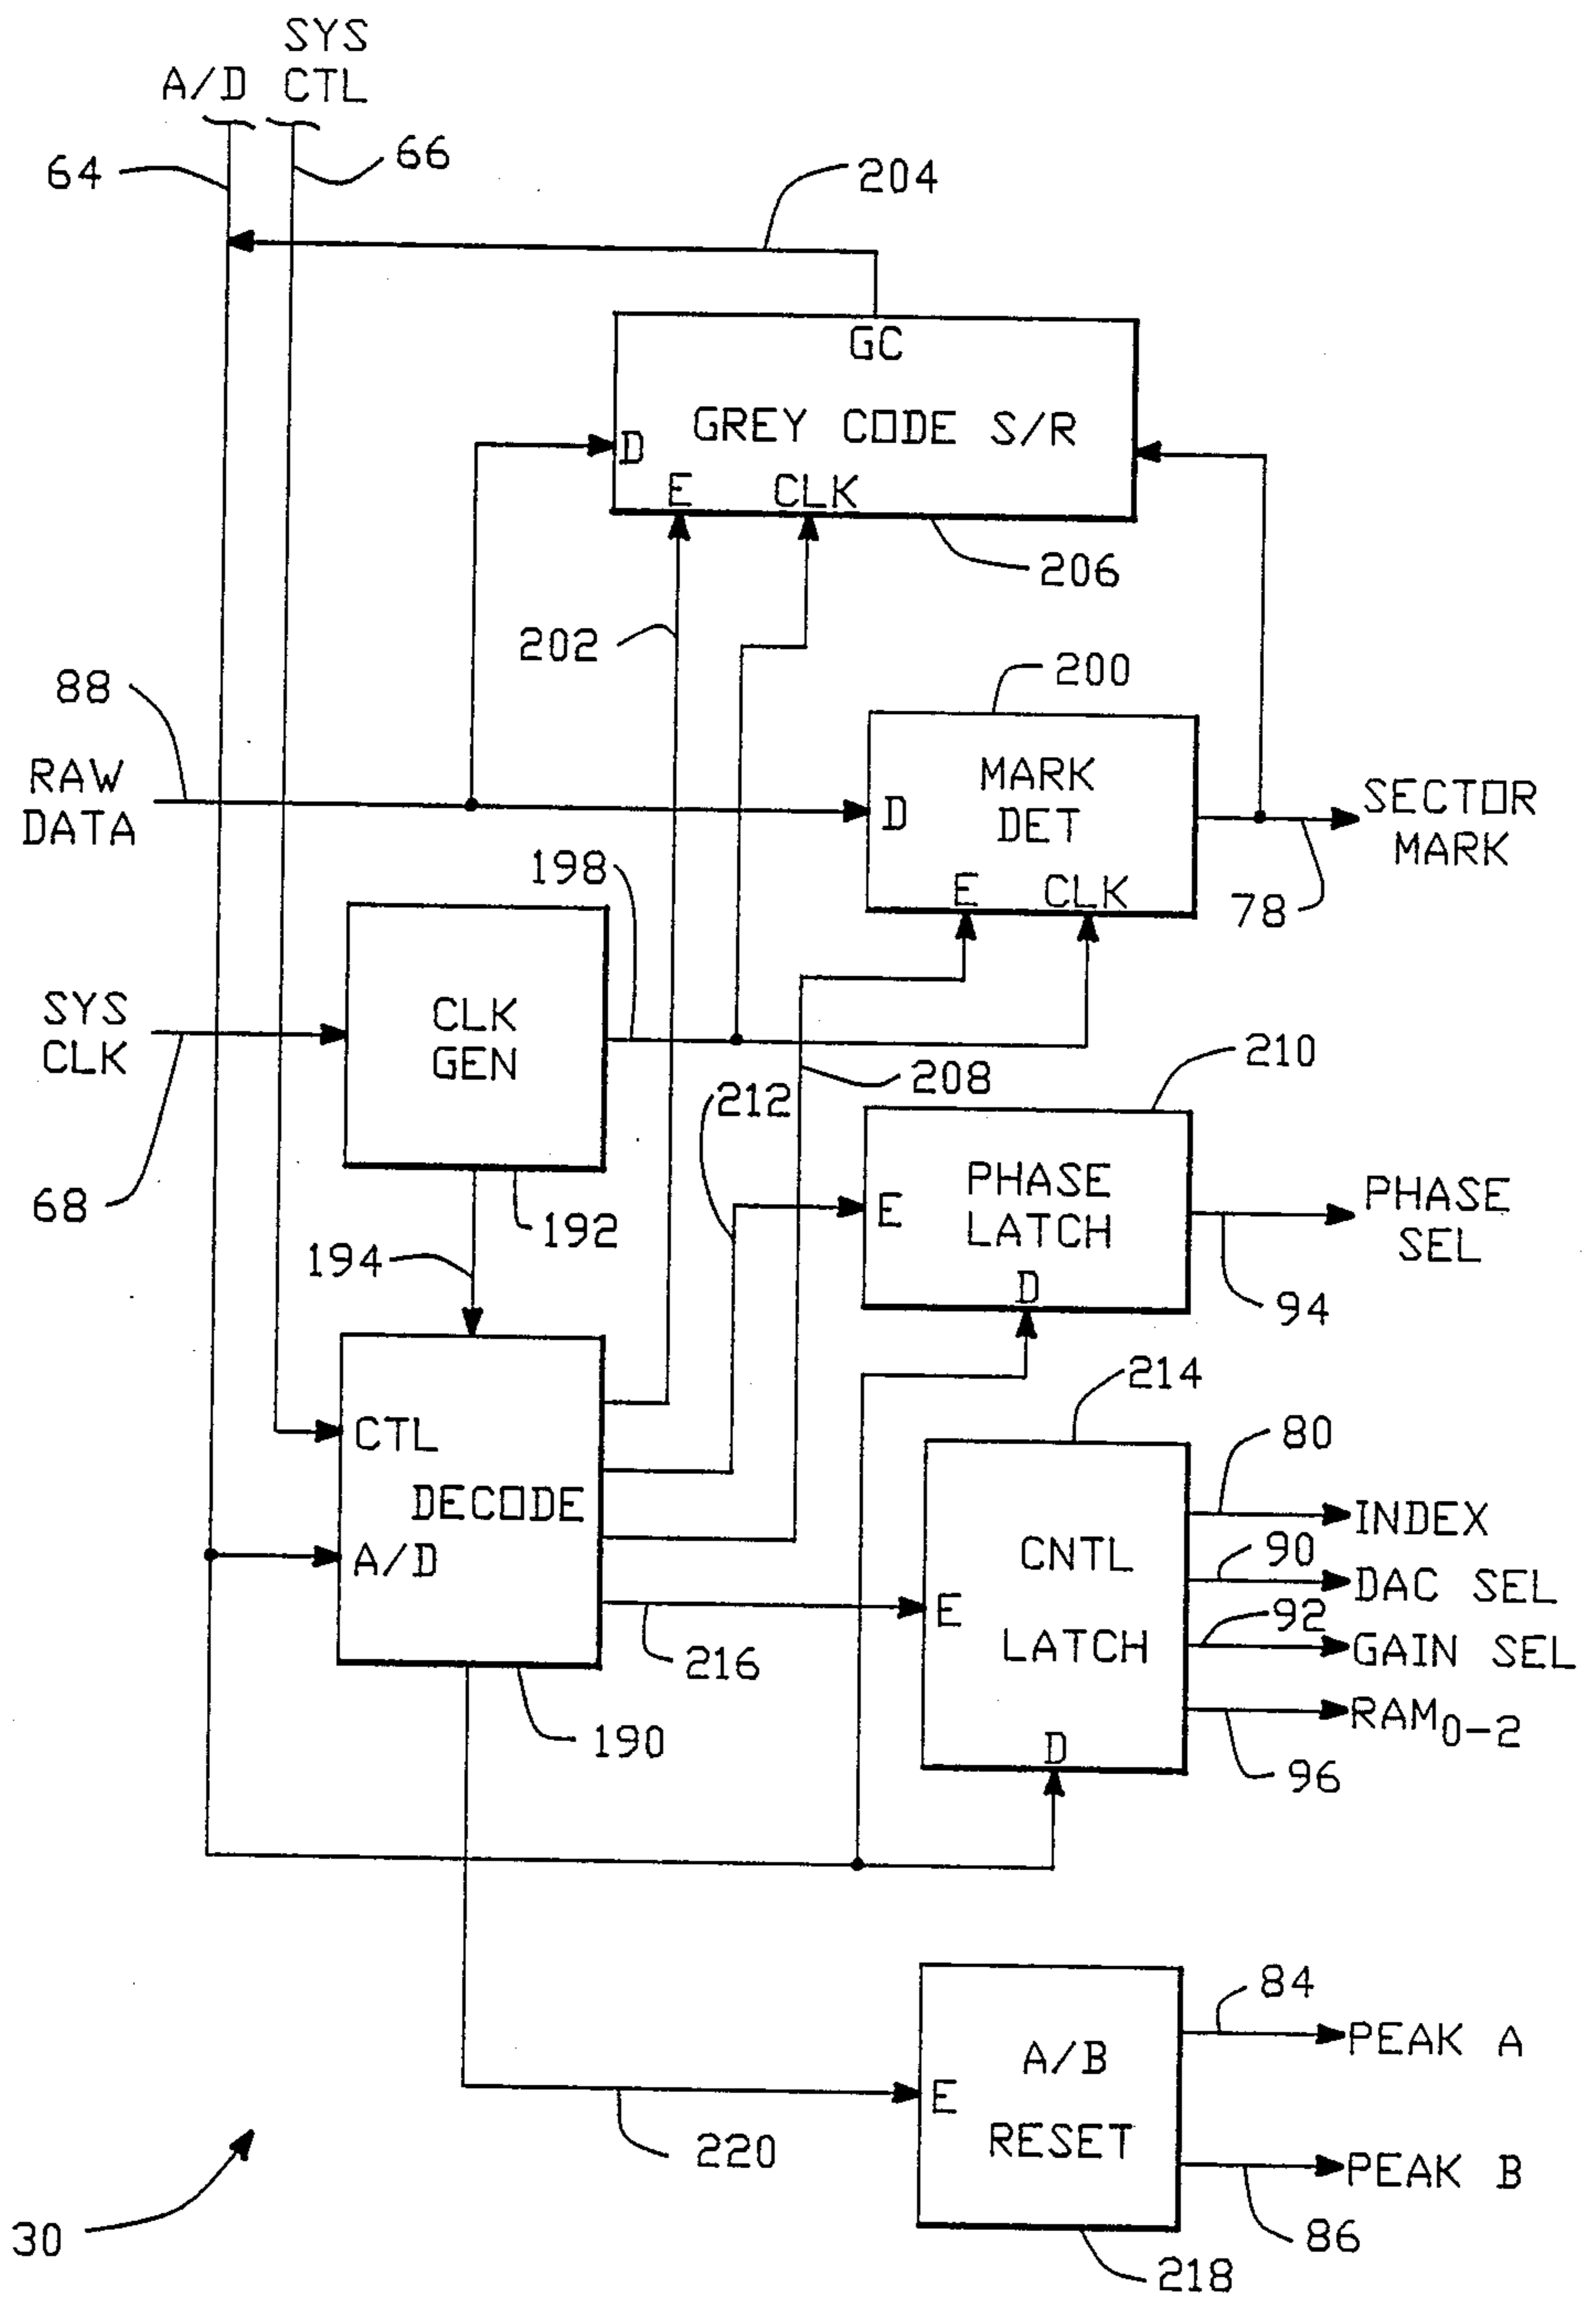 SYS
A/D CTL
64
66
204
GC
GREY CODE S/R
D
E CLK
206
202
200
88
RAW
DATA
MARK
DET
D
E CLK
SECTOR
MARK
78
198
SYS
CLK
CLK
GEN
68
192
194
208
212
210
PHASE
LATCH
E
D
PHASE
SEL
94
CTL
DECODE
A/D
190
216
214
CNTL
LATCH
E
D
80
INDEX
90
DAC SEL
92
GAIN SEL
RAM0-2
96
A/B
RESET
E
84
PEAK A
PEAK B
86
220
218
30